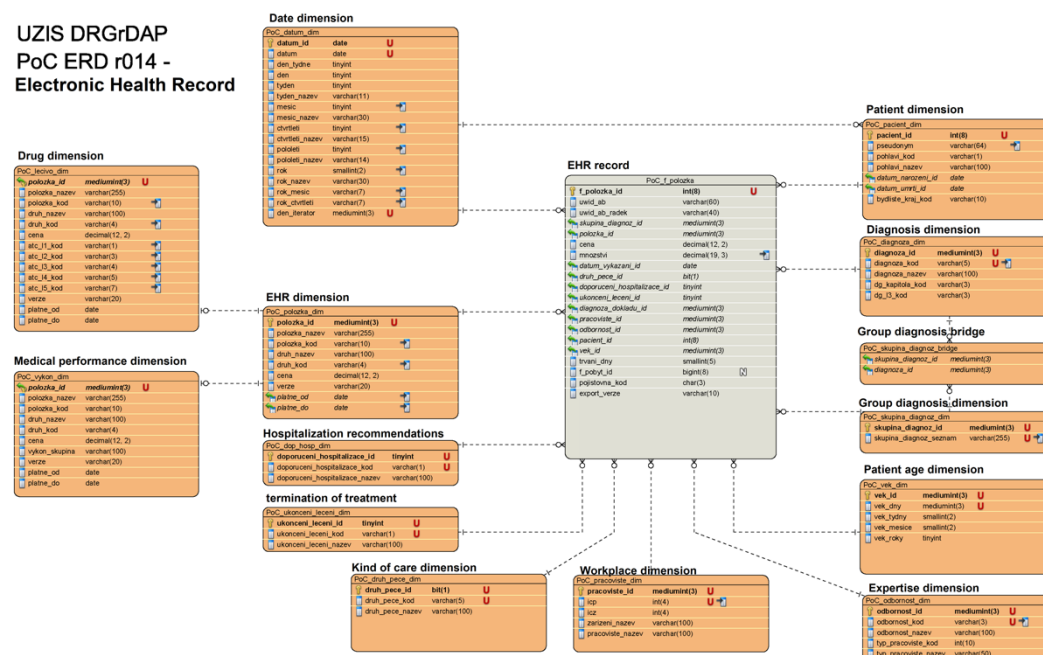 UZIS DRGrDAP
PoC ERD r014 -
Electronic Health Record
Date dimension
PoC_datum_dim
datum_id date U
datum date U
den_tydne tinyint
den tinyint
tyden tinyint
tyden_nazev varchar(11)
mesic tinyint
mesic_nazev varchar(30)
ctvrtleti tinyint
ctvrtleti_nazev varchar(15)
pololeti tinyint
pololeti_nazev varchar(14)
rok smallint(2)
rok_nazev varchar(30)
rok_mesic varchar(7)
rok_ctvrtleti varchar(7)
den_iterator mediumint(3) U
Drug dimension
PoC_lecivo_dim
polozka_id mediumint(3) U
polozka_nazev varchar(255)
polozka_kod varchar(10)
druh_nazev varchar(100)
druh_kod varchar(4)
cena decimal(12, 2)
atc_l1_kod varchar(1)
atc_l2_kod varchar(3)
atc_l3_kod varchar(4)
atc_l4_kod varchar(5)
atc_l5_kod varchar(7)
verze varchar(20)
platne_od date
platne_do date
Medical performance dimension
PoC_vykon_dim
polozka_id mediumint(3) U
polozka_nazev varchar(255)
polozka_kod varchar(10)
druh_nazev varchar(100)
druh_kod varchar(4)
cena decimal(12, 2)
vykon_skupina varchar(100)
verze varchar(20)
platne_od date
platne_do date
EHR dimension
PoC_polozka_dim
polozka_id mediumint(3) U
polozka_nazev varchar(255)
polozka_kod varchar(10)
druh_nazev varchar(100)
druh_kod varchar(4)
cena decimal(12, 2)
verze varchar(20)
platne_od date
platne_do date
Hospitalization recommendations
PoC_dop_hosp_dim
doporuceni_hospitalizace_id tinyint U
doporuceni_hospitalizace_kod varchar(1) U
doporuceni_hospitalizace_nazev varchar(100)
termination of treatment
PoC_ukonceni_leceni_dim
ukonceni_leceni_id tinyint U
ukonceni_leceni_kod varchar(1) U
ukonceni_leceni_nazev varchar(100)
Kind of care dimension
PoC_druh_pece_dim
druh_pece_id bit(1) U
druh_pece_kod varchar(5) U
druh_pece_nazev varchar(100)
EHR record
PoC_f_polozka
f_polozka_id int(8) U
uwid_ab varchar(60)
uwid_ab_radek varchar(40)
skupina_diagnoz_id mediumint(3)
polozka_id mediumint(3)
cena decimal(12, 2)
mnozstvi decimal(19, 3)
datum_vykazani_id date
druh_pece_id bit(1)
doporuceni_hospitalizace_id tinyint
ukonceni_leceni_id tinyint
diagnoza_dokladu_id mediumint(3)
pracoviste_id mediumint(3)
odbornost_id mediumint(3)
pacient_id int(8)
vek_id mediumint(3)
trvani_dny smallint(5)
f_pobyt_id bigint(8) N
pojistovna_kod char(3)
export_verze varchar(10)
Workplace dimension
PoC_pracoviste_dim
pracoviste_id mediumint(3) U
icp int(4) U
icz int(4)
zarizeni_nazev varchar(100)
pracoviste_nazev varchar(100)
Patient dimension
PoC_pacient_dim
pacient_id int(8) U
pseudonym varchar(64)
pohlavi_kod varchar(1)
pohlavi_nazev varchar(100)
datum_narozeni_id date
datum_umrti_id date
bydliste_kraj_kod varchar(10)
Diagnosis dimension
PoC_diagnoza_dim
diagnoza_id mediumint(3) U
diagnoza_kod varchar(5) U
diagnoza_nazev varchar(100)
dg_kapitola_kod varchar(3)
dg_l3_kod varchar(3)
Group diagnosis bridge
PoC_skupina_diagnoz_bridge
skupina_diagnoz_id mediumint(3)
diagnoza_id mediumint(3)
Group diagnosis dimension
PoC_skupina_diagnoz_dim
skupina_diagnoz_id mediumint(3) U
skupina_diagnoz_seznam varchar(255) U
Patient age dimension
PoC_vek_dim
vek_id mediumint(3) U
vek_dny mediumint(3) U
vek_tydny smallint(2)
vek_mesice smallint(2)
vek_roky tinyint
Expertise dimension
PoC_odbornost_dim
odbornost_id mediumint(3) U
odbornost_kod varchar(3) U
odbornost_nazev varchar(100)
typ_pracoviste_kod int(10)
typ_pracoviste_nazev varchar(50)